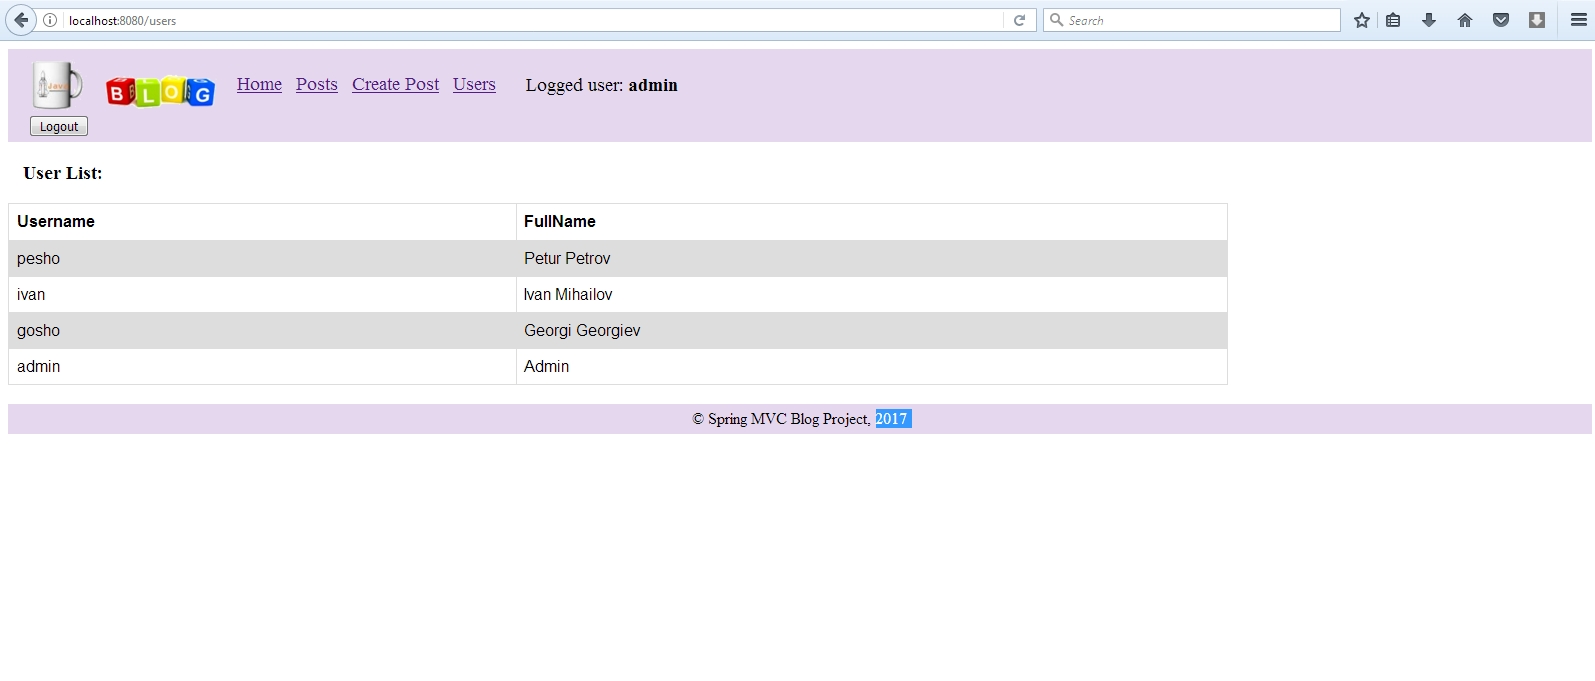 localhost:8080/users
Search
Java
BLOG Home Posts Create Post Users Logged user: admin
Logout
User List:
Username FullName
pesho Petur Petrov
ivan Ivan Mihailov
gosho Georgi Georgiev
admin Admin
© Spring MVC Blog Project, 2017